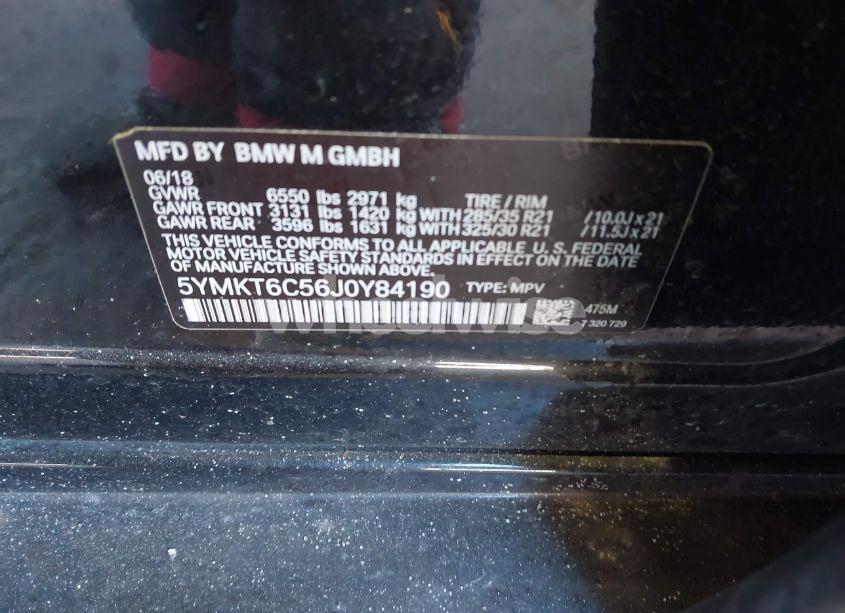 MFD BY BMW M GMBH
06/18
GVWR 6550 lbs 2971 kg TIRE / RIM
GAWR FRONT 3131 lbs 1420 kg WITH 285/35 R21 /10.0J x 21
GAWR REAR 3596 lbs 1631 kg WITH 325/30 R21 /11.5J x 21
THIS VEHICLE CONFORMS TO ALL APPLICABLE U. S. FEDERAL
MOTOR VEHICLE SAFETY STANDARDS IN EFFECT ON THE DATE
OF MANUFACTURE SHOWN ABOVE.
5YMKT6C56J0Y84190 TYPE: MPV
475M
7 320 729